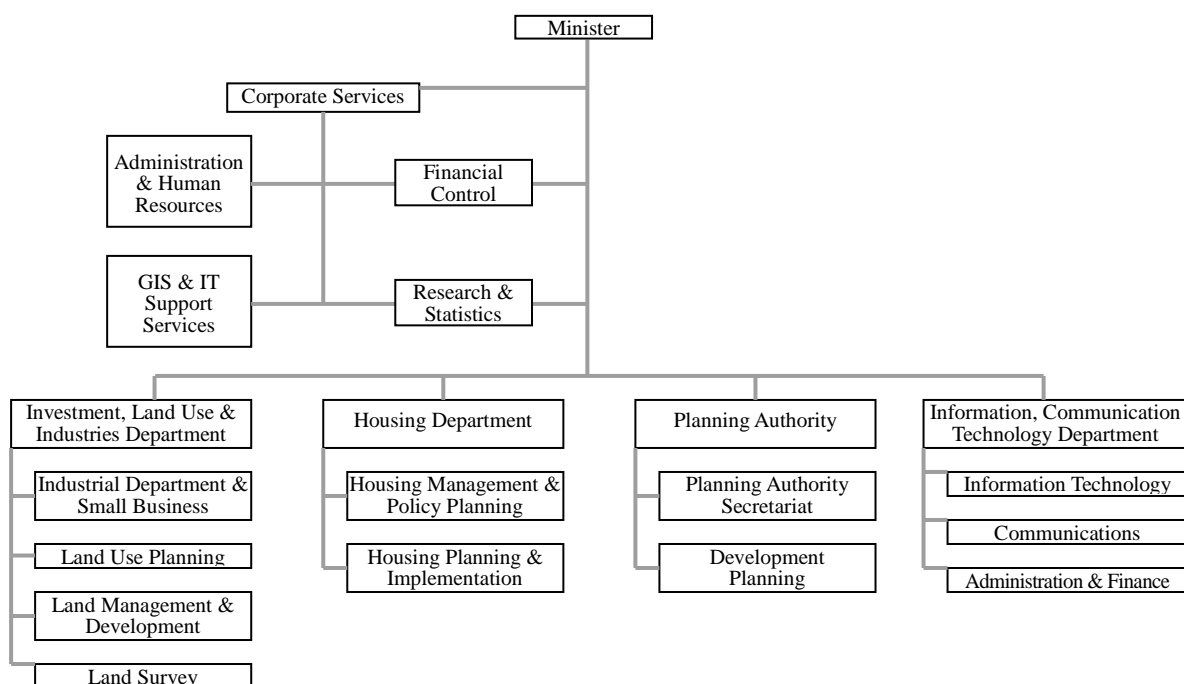 Minister
Corporate Services
Administration
& Human
Resources
Financial
Control
GIS & IT
Support
Services
Research &
Statistics
Investment, Land Use &
Industries Department
Industrial Department &
Small Business
Land Use Planning
Land Management &
Development
Land Survey
Housing Department
Housing Management &
Policy Planning
Housing Planning &
Implementation
Planning Authority
Planning Authority
Secretariat
Development
Planning
Information, Communication
Technology Department
Information Technology
Communications
Administration & Finance